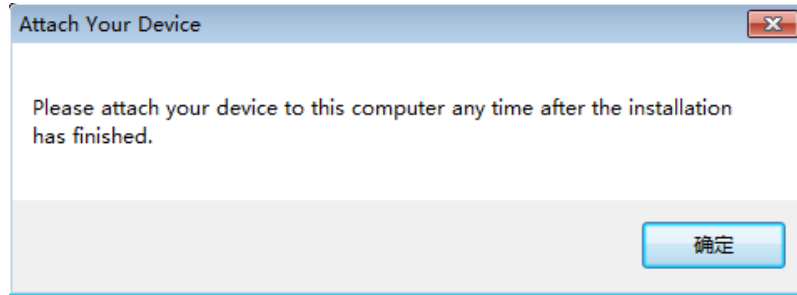 Attach Your Device
Please attach your device to this computer any time after the installation
has finished.
确定